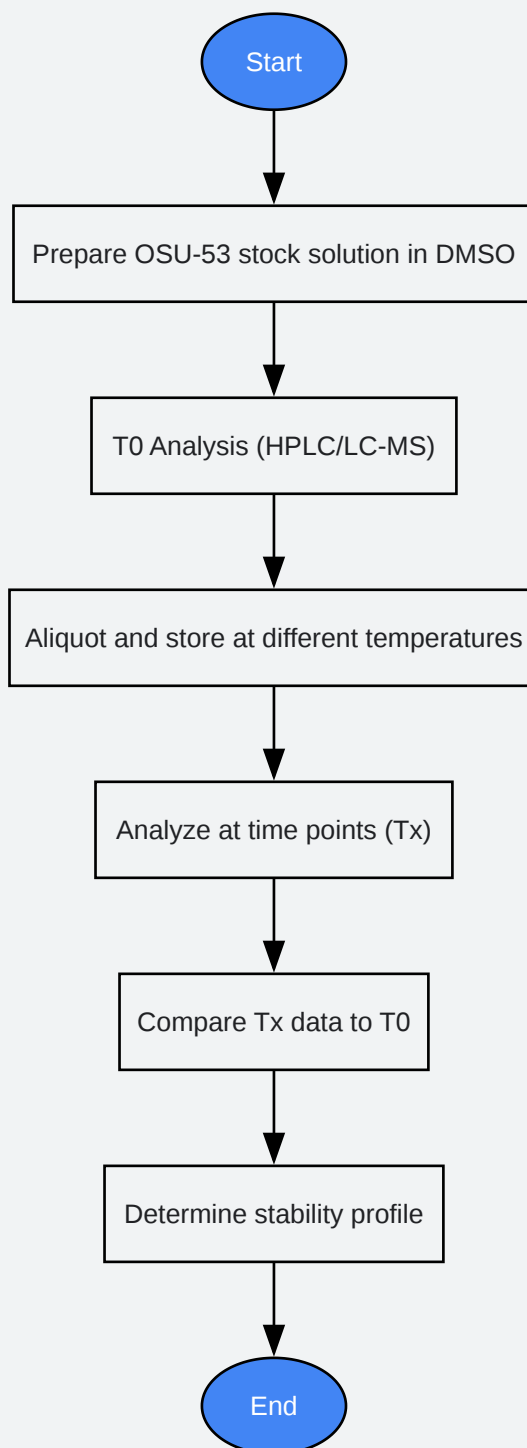 Start
Prepare OSU-53 stock solution in DMSO
T0 Analysis (HPLC/LC-MS)
Aliquot and store at different temperatures
Analyze at time points (Tx)
Compare Tx data to T0
Determine stability profile
End